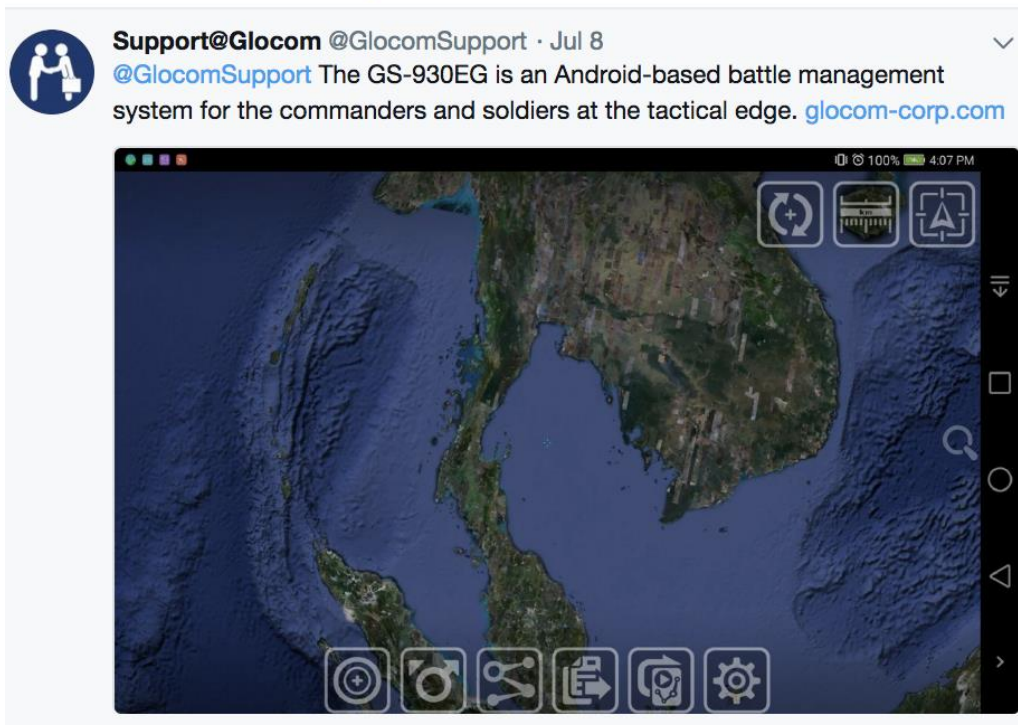 Support@Glocom @GlocomSupport · Jul 8
@GlocomSupport The GS-930EG is an Android-based battle management
system for the commanders and soldiers at the tactical edge. glocom-corp.com
100% 4:07 PM
km